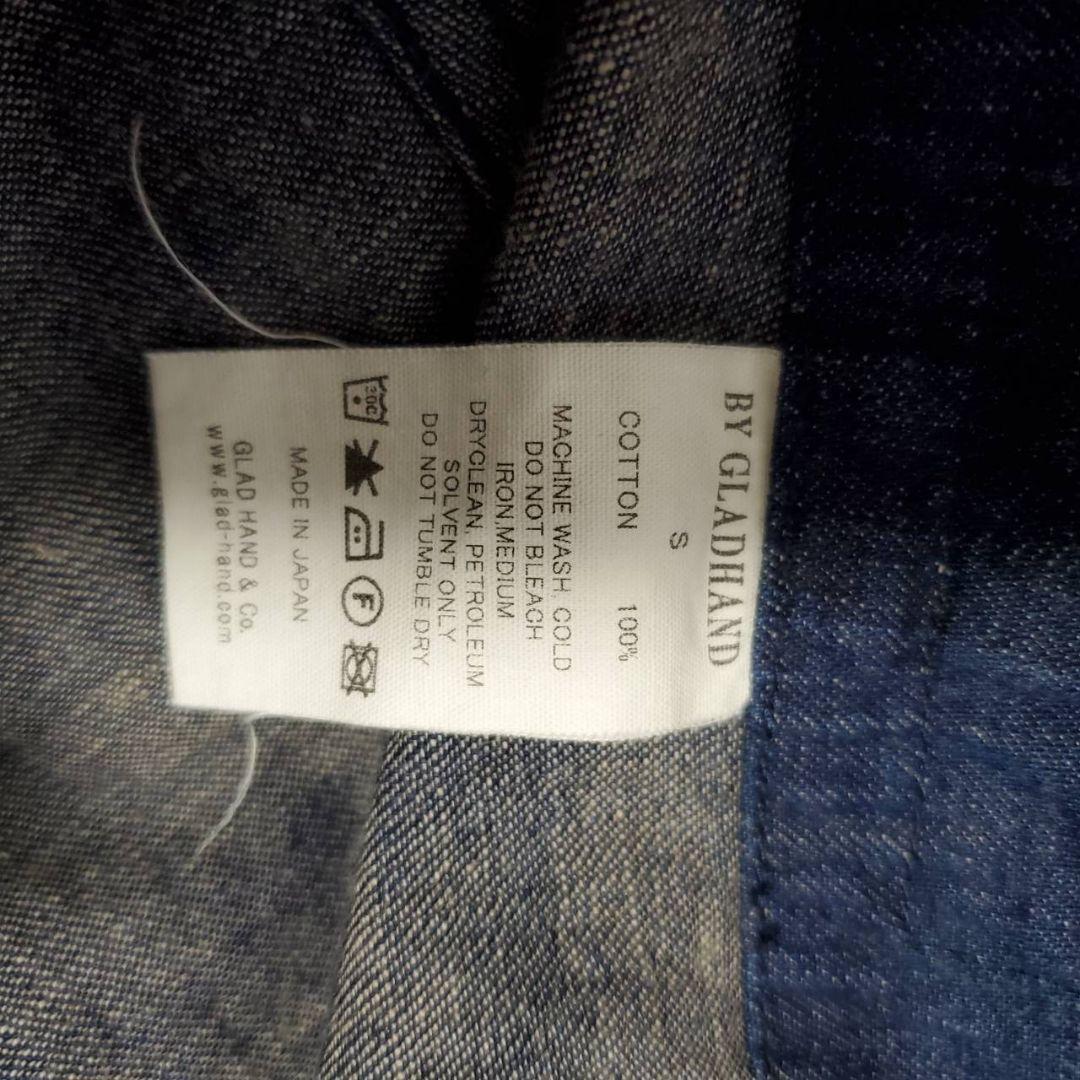 BY GLADHAND
S
COTTON 100%
MACHINE WASH, COLD
DO NOT BLEACH
IRON,MEDIUM
DRYCLEAN, PETROLEUM
SOLVENT ONLY
DO NOT TUMBLE DRY
30C
F
MADE IN JAPAN
GLAD HAND & Co.
www.glad-hand.com